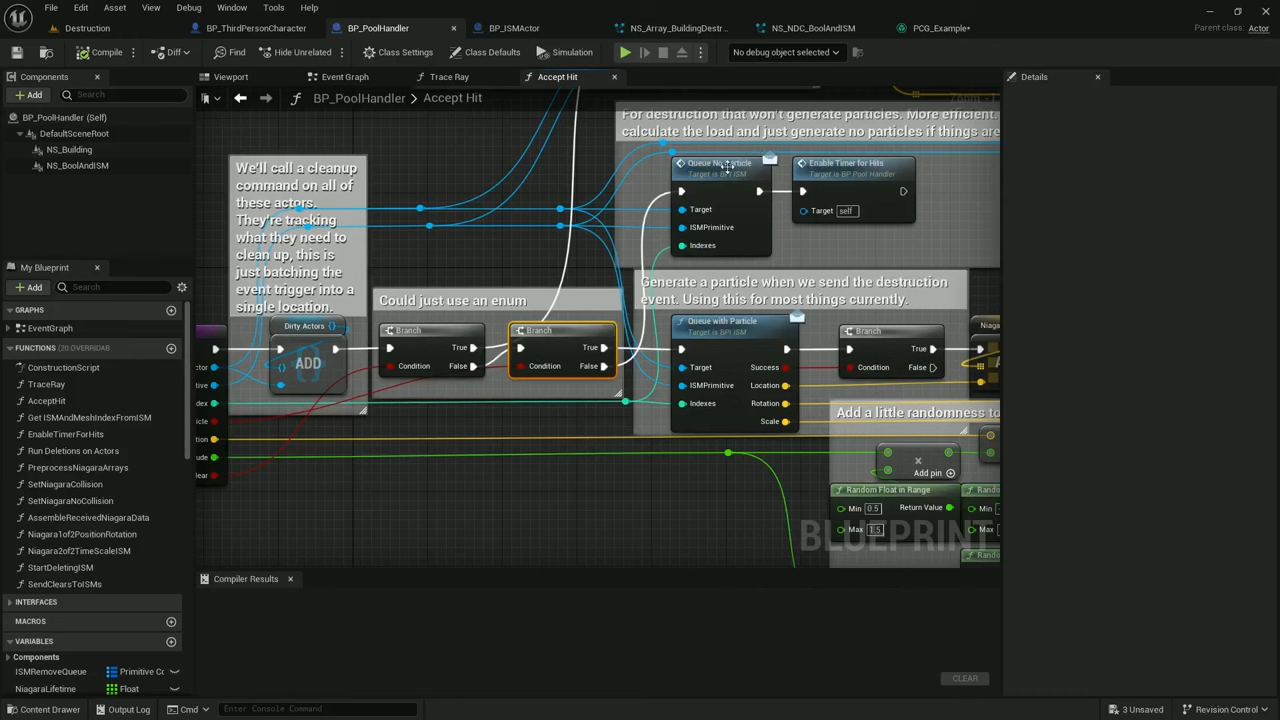 File Edit Asset View Debug Window Tools Help
Destruction BP_ThirdPersonCharacter BP_PoolHandler BP_ISMActor NS_Array_BuildingDestr... NS_NDC_BoolAndISM PCG_Example* Parent class: Actor
Compile Diff Find Hide Unrelated Class Settings Class Defaults Simulation No debug object selected
Components Viewport Event Graph Trace Ray Accept Hit Details
Add Search
BP_PoolHandler > Accept Hit
BP_PoolHandler (Self)
DefaultSceneRoot
NS_Building
NS_BoolAndISM
My Blueprint
Add Search
GRAPHS
EventGraph
FUNCTIONS (20 OVERRIDAB
ConstructionScript
TraceRay
AcceptHit
Get ISMAndMeshIndexFromISM
EnableTimerForHits
Run Deletions on Actors
PreprocessNiagaraArrays
SetNiagaraCollision
SetNiagaraNoCollision
AssembleReceivedNiagaraData
Niagara1of2PositionRotation
Niagara2of2TimeScaleISM
StartDeletingISM
SendClearsToISMs
INTERFACES
MACROS
VARIABLES
Components
ISMRemoveQueue Primitive Cc
NiagaraLifetime Float
We'll call a cleanup
command on all of
these actors.
They're tracking
what they need to
clean up, this is
just batching the
event trigger into a
single location.
Dirty Actors
ADD
Could just use an enum
Branch
True
Condition False
Branch
True
Condition False
For destruction that won't generate particles. More efficient.
calculate the load and just generate no particles if things are
Queue No Particle
Target is BPI ISM
Target
ISMPrimitive
Indexes
Enable Timer for Hits
Target is BP Pool Handler
Target self
Generate a particle when we send the destruction
event. Using this for most things currently.
Queue with Particle
Target is BPI ISM
Target Success
ISMPrimitive Location
Indexes Rotation
Scale
Branch
True
Condition False
Niaga
Add a little randomness to
Add pin
Random Float in Range
Min 0.5 Return Value
Max 1.5
Rando
Rando
BLUEPRINT
Compiler Results
CLEAR
Content Drawer Output Log Cmd Enter Console Command 3 Unsaved Revision Control